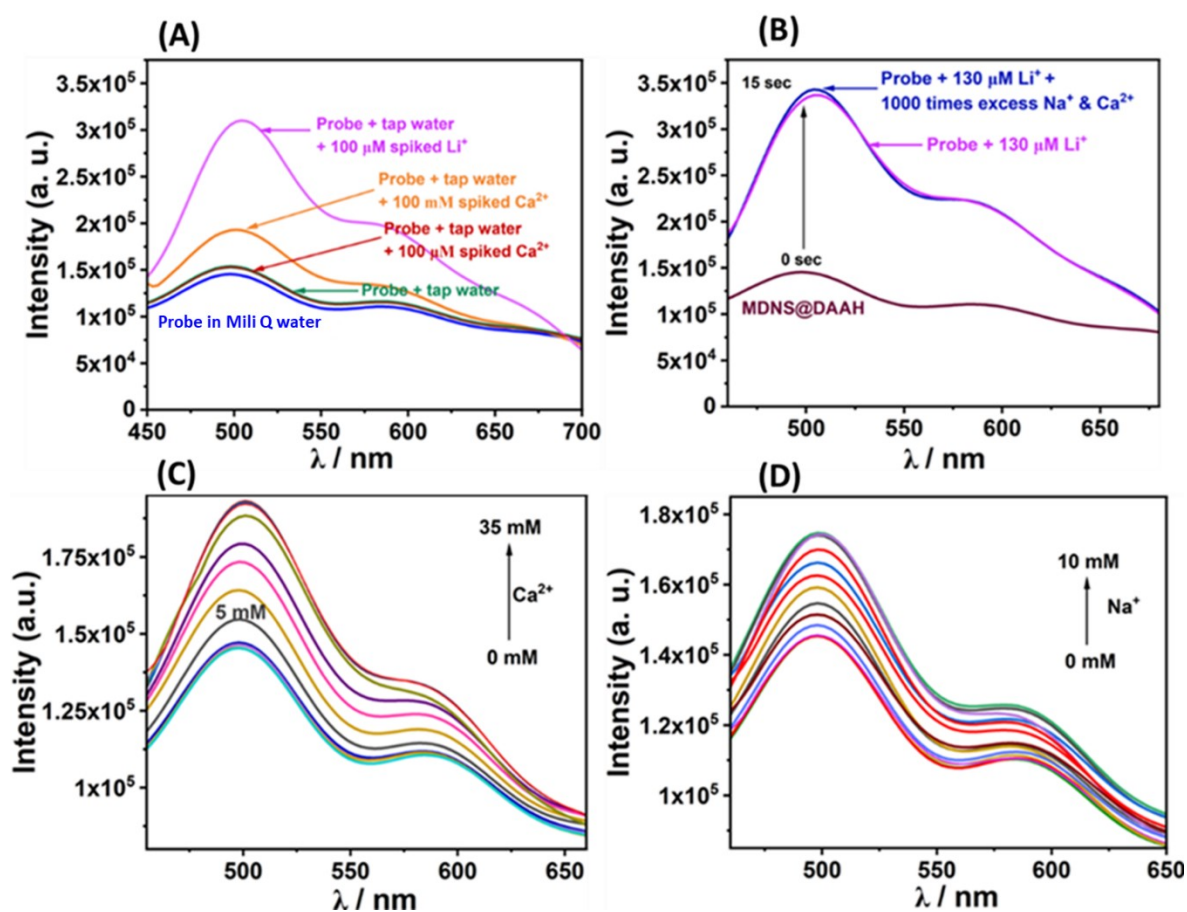 (A)
3.5x10⁵
3x10⁵
2.5x10⁵
2x10⁵
1.5x10⁵
1x10⁵
5x10⁴
0
Intensity (a. u.)
Probe + tap water
+ 100 μM spiked Li⁺
Probe + tap water
+ 100 mM spiked Ca²⁺
Probe + tap water
+ 100 μM spiked Ca²⁺
Probe + tap water
Probe in Mili Q water
450 500 550 600 650 700
λ / nm
(B)
3.5x10⁵
3x10⁵
3.5x10⁵
2x10⁵
1.5x10⁵
1x10⁵
5x10⁴
0
Intensity (a. u.)
15 sec
Probe + 130 μM Li⁺ +
1000 times excess Na⁺ & Ca²⁺
Probe + 130 μM Li⁺
0 sec
MDNS@DAAH
500 550 600 650
λ / nm
(C)
1.75x10⁵
1.5x10⁵
1.25x10⁵
1x10⁵
Intensity (a.u.)
35 mM
Ca²⁺
0 mM
5 mM
500 550 600 650
λ / nm
(D)
1.8x10⁵
1.6x10⁵
1.4x10⁵
1.2x10⁵
1x10⁵
Intensity (a. u.)
10 mM
Na⁺
0 mM
500 550 600 650
λ / nm